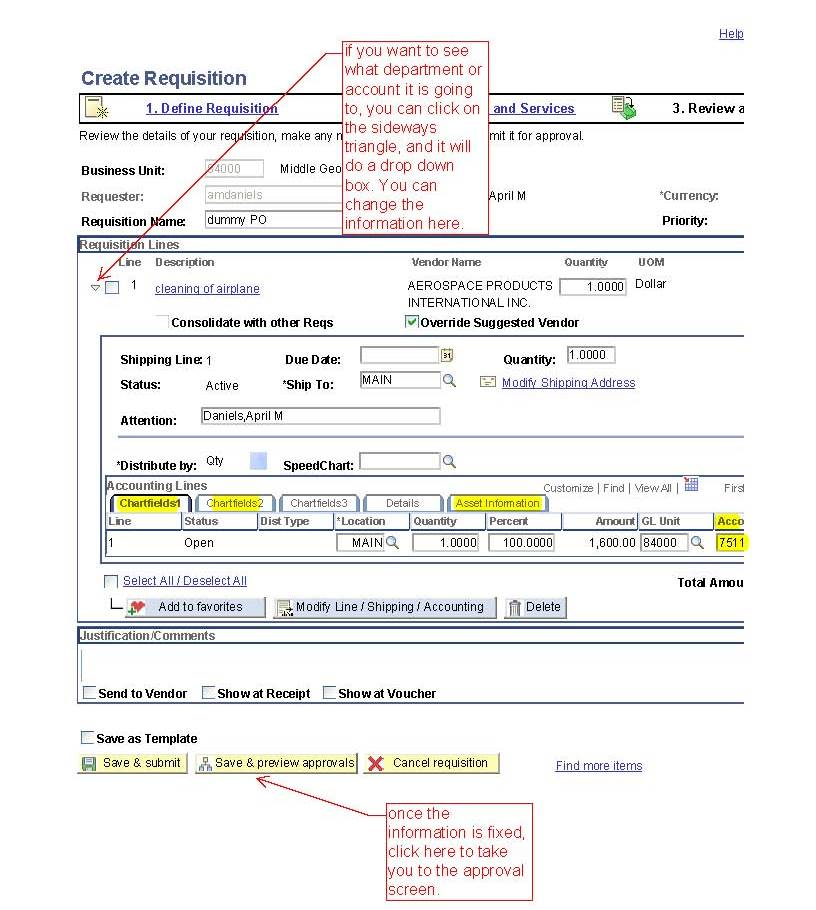 Help
if you want to see
what department or
account it is going
to, you can click on
the sideways
triangle, and it will
do a drop down
box. You can
change the
information here.
Create Requisition
1. Define Requisition and Services 3. Review a
Review the details of your requisition, make any n mit it for approval.
Business Unit: 84000 Middle Geo
Requester: amdaniels April M *Currency:
Requisition Name: dummy PO Priority:
Requisition Lines
Line Description Vendor Name Quantity UOM
1 cleaning of airplane AEROSPACE PRODUCTS INTERNATIONAL INC. 1.0000 Dollar
Consolidate with other Reqs Override Suggested Vendor
Shipping Line: 1 Due Date: 31 Quantity: 1.0000
Status: Active *Ship To: MAIN Modify Shipping Address
Attention: Daniels,April M
*Distribute by: Qty SpeedChart:
Accounting Lines Customize | Find | View All | First
Chartfields1 Chartfields2 Chartfields3 Details Asset Information
Line Status Dist Type *Location Quantity Percent Amount GL Unit Acco
1 Open MAIN 1.0000 100.0000 1,600.00 84000 7511
Select All / Deselect All Total Amou
Add to favorites Modify Line / Shipping / Accounting Delete
Justification/Comments
Send to Vendor Show at Receipt Show at Voucher
Save as Template
Save & submit Save & preview approvals Cancel requisition Find more items
once the
information is fixed,
click here to take
you to the approval
screen.